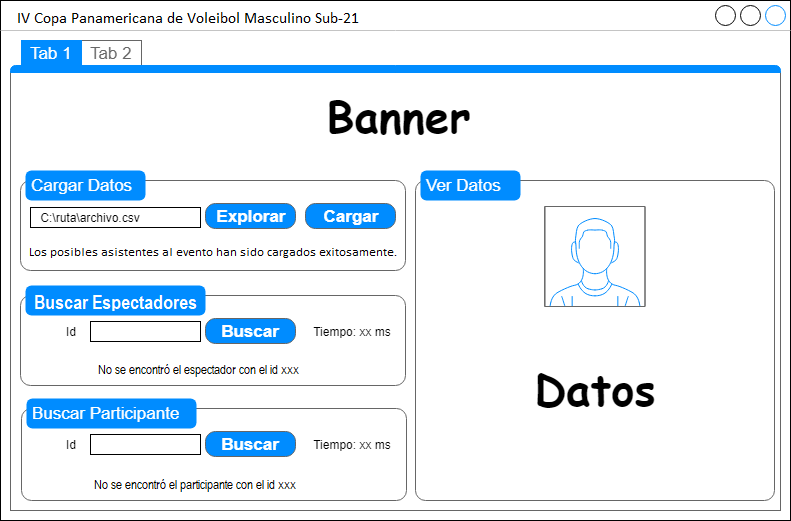 IV Copa Panamericana de Voleibol Masculino Sub-21
Tab 1 Tab 2
Banner
Cargar Datos
C:\ruta\archivo.csv Explorar Cargar
Los posibles asistentes al evento han sido cargados exitosamente.
Buscar Espectadores
Id Buscar Tiempo: xx ms
No se encontró el espectador con el id xxx
Buscar Participante
Id Buscar Tiempo: xx ms
No se encontró el participante con el id xxx
Ver Datos
Datos